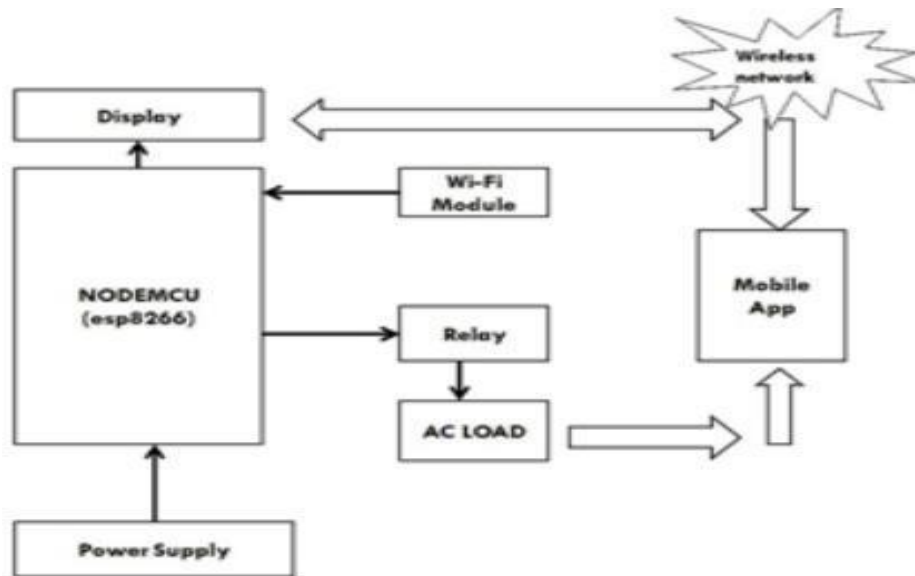 Wireless
network
Display
Wi-Fi
Module
NODEMCU
(esp8266)
Mobile
App
Relay
AC LOAD
Power Supply